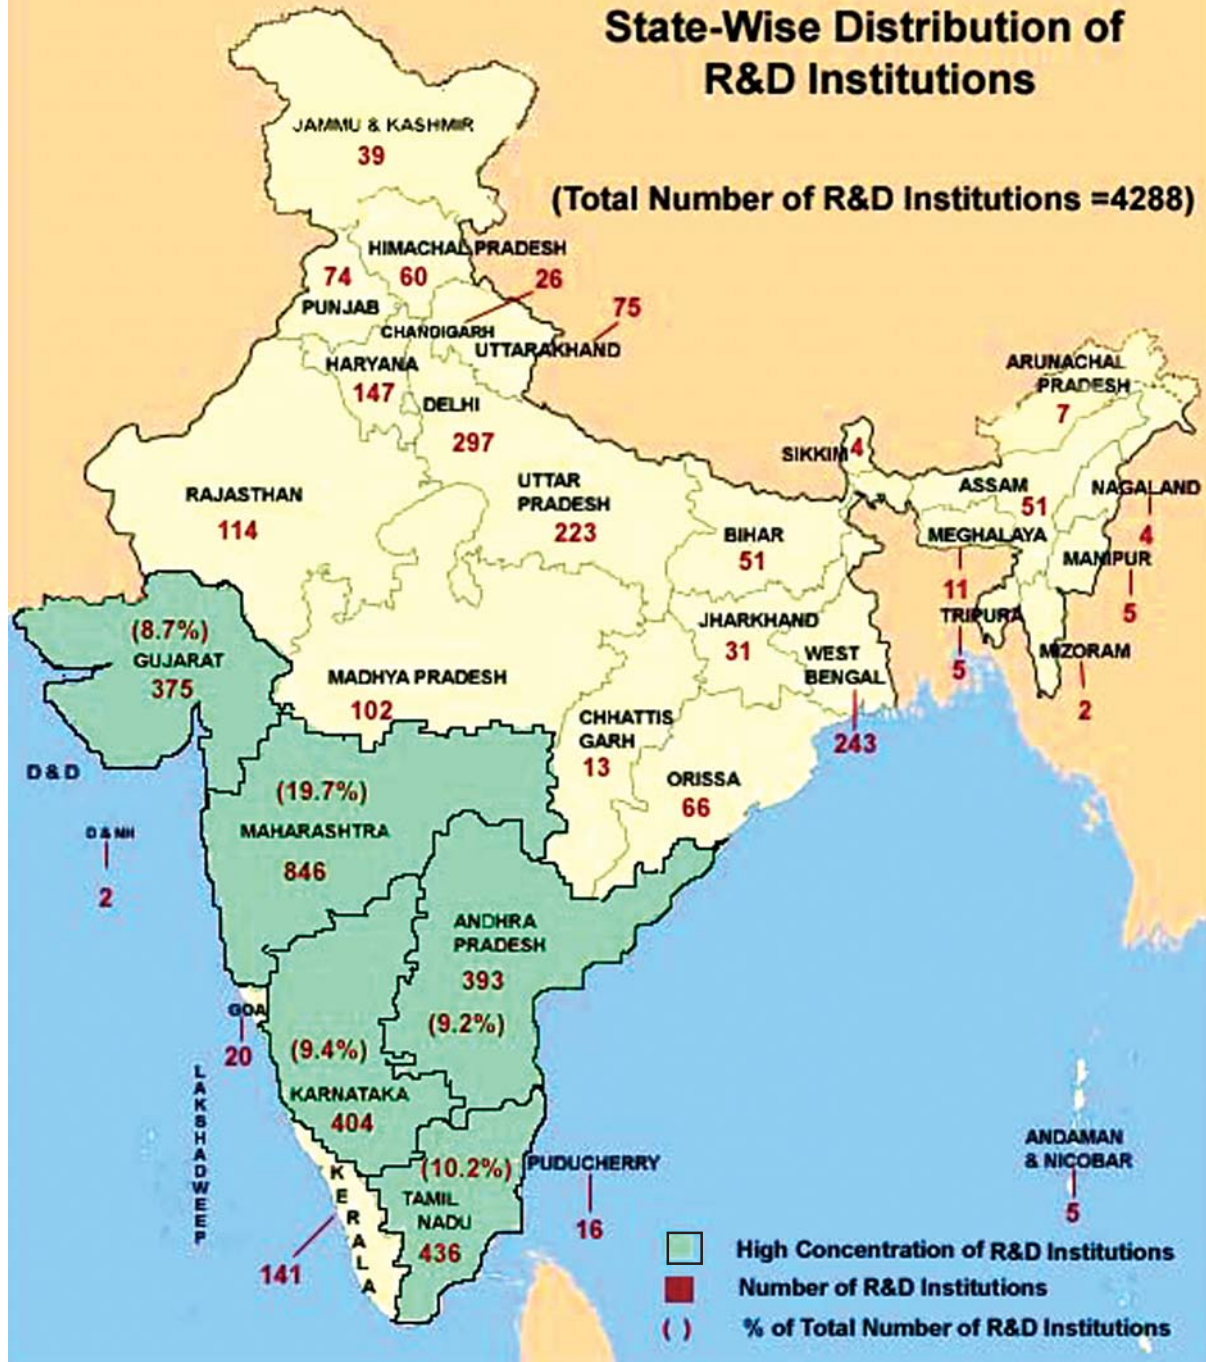 State-Wise Distribution of
R&D Institutions
(Total Number of R&D Institutions =4288)
JAMMU & KASHMIR
39
HIMACHAL PRADESH
60
26
74
PUNJAB
75
CHANDIGARH
UTTARAKHAND
HARYANA
147
DELHI
297
ARUNACHAL
PRADESH
7
SIKKIM 4
RAJASTHAN
114
UTTAR
PRADESH
223
BIHAR
51
ASSAM
51
NAGALAND
4
MEGHALAYA
11
MANIPUR
5
TRIPURA
5
MIZORAM
2
JHARKHAND
31
WEST
BENGAL
243
(8.7%)
GUJARAT
375
MADHYA PRADESH
102
CHHATTIS
GARH
13
ORISSA
66
D & D
D & NH
2
(19.7%)
MAHARASHTRA
846
ANDHRA
PRADESH
393
(9.2%)
GOA
20
(9.4%)
KARNATAKA
404
LAKSHADWEEP
KERALA
141
(10.2%)
TAMIL
NADU
436
PUDUCHERRY
16
ANDAMAN
& NICOBAR
5
High Concentration of R&D Institutions
Number of R&D Institutions
( ) % of Total Number of R&D Institutions